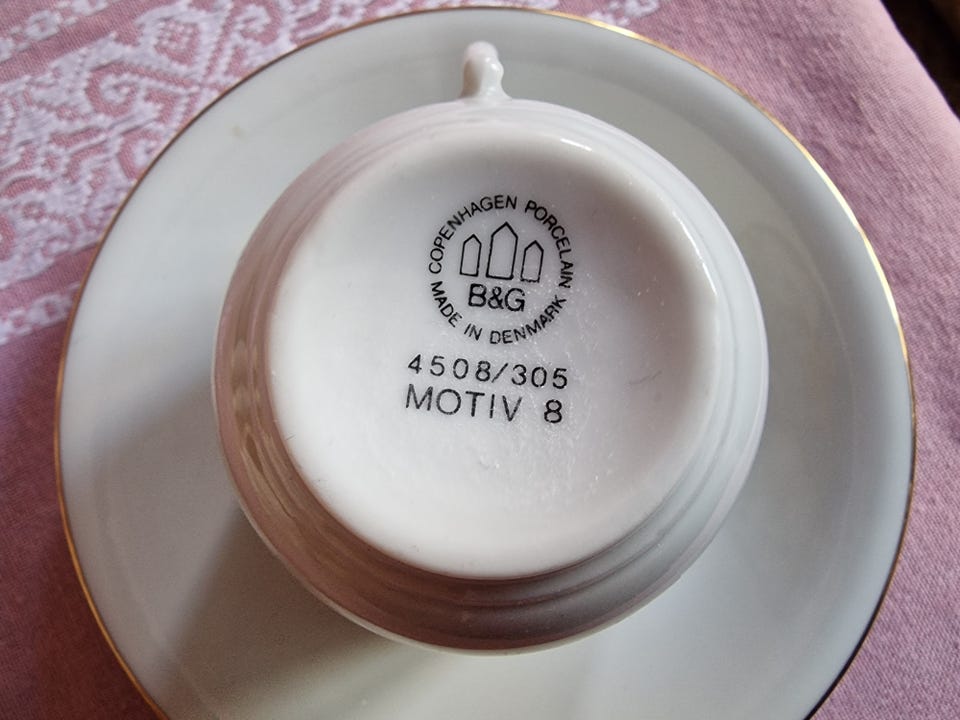 COPENHAGEN PORCELAIN
B&G
MADE IN DENMARK
4508/305
MOTIV 8